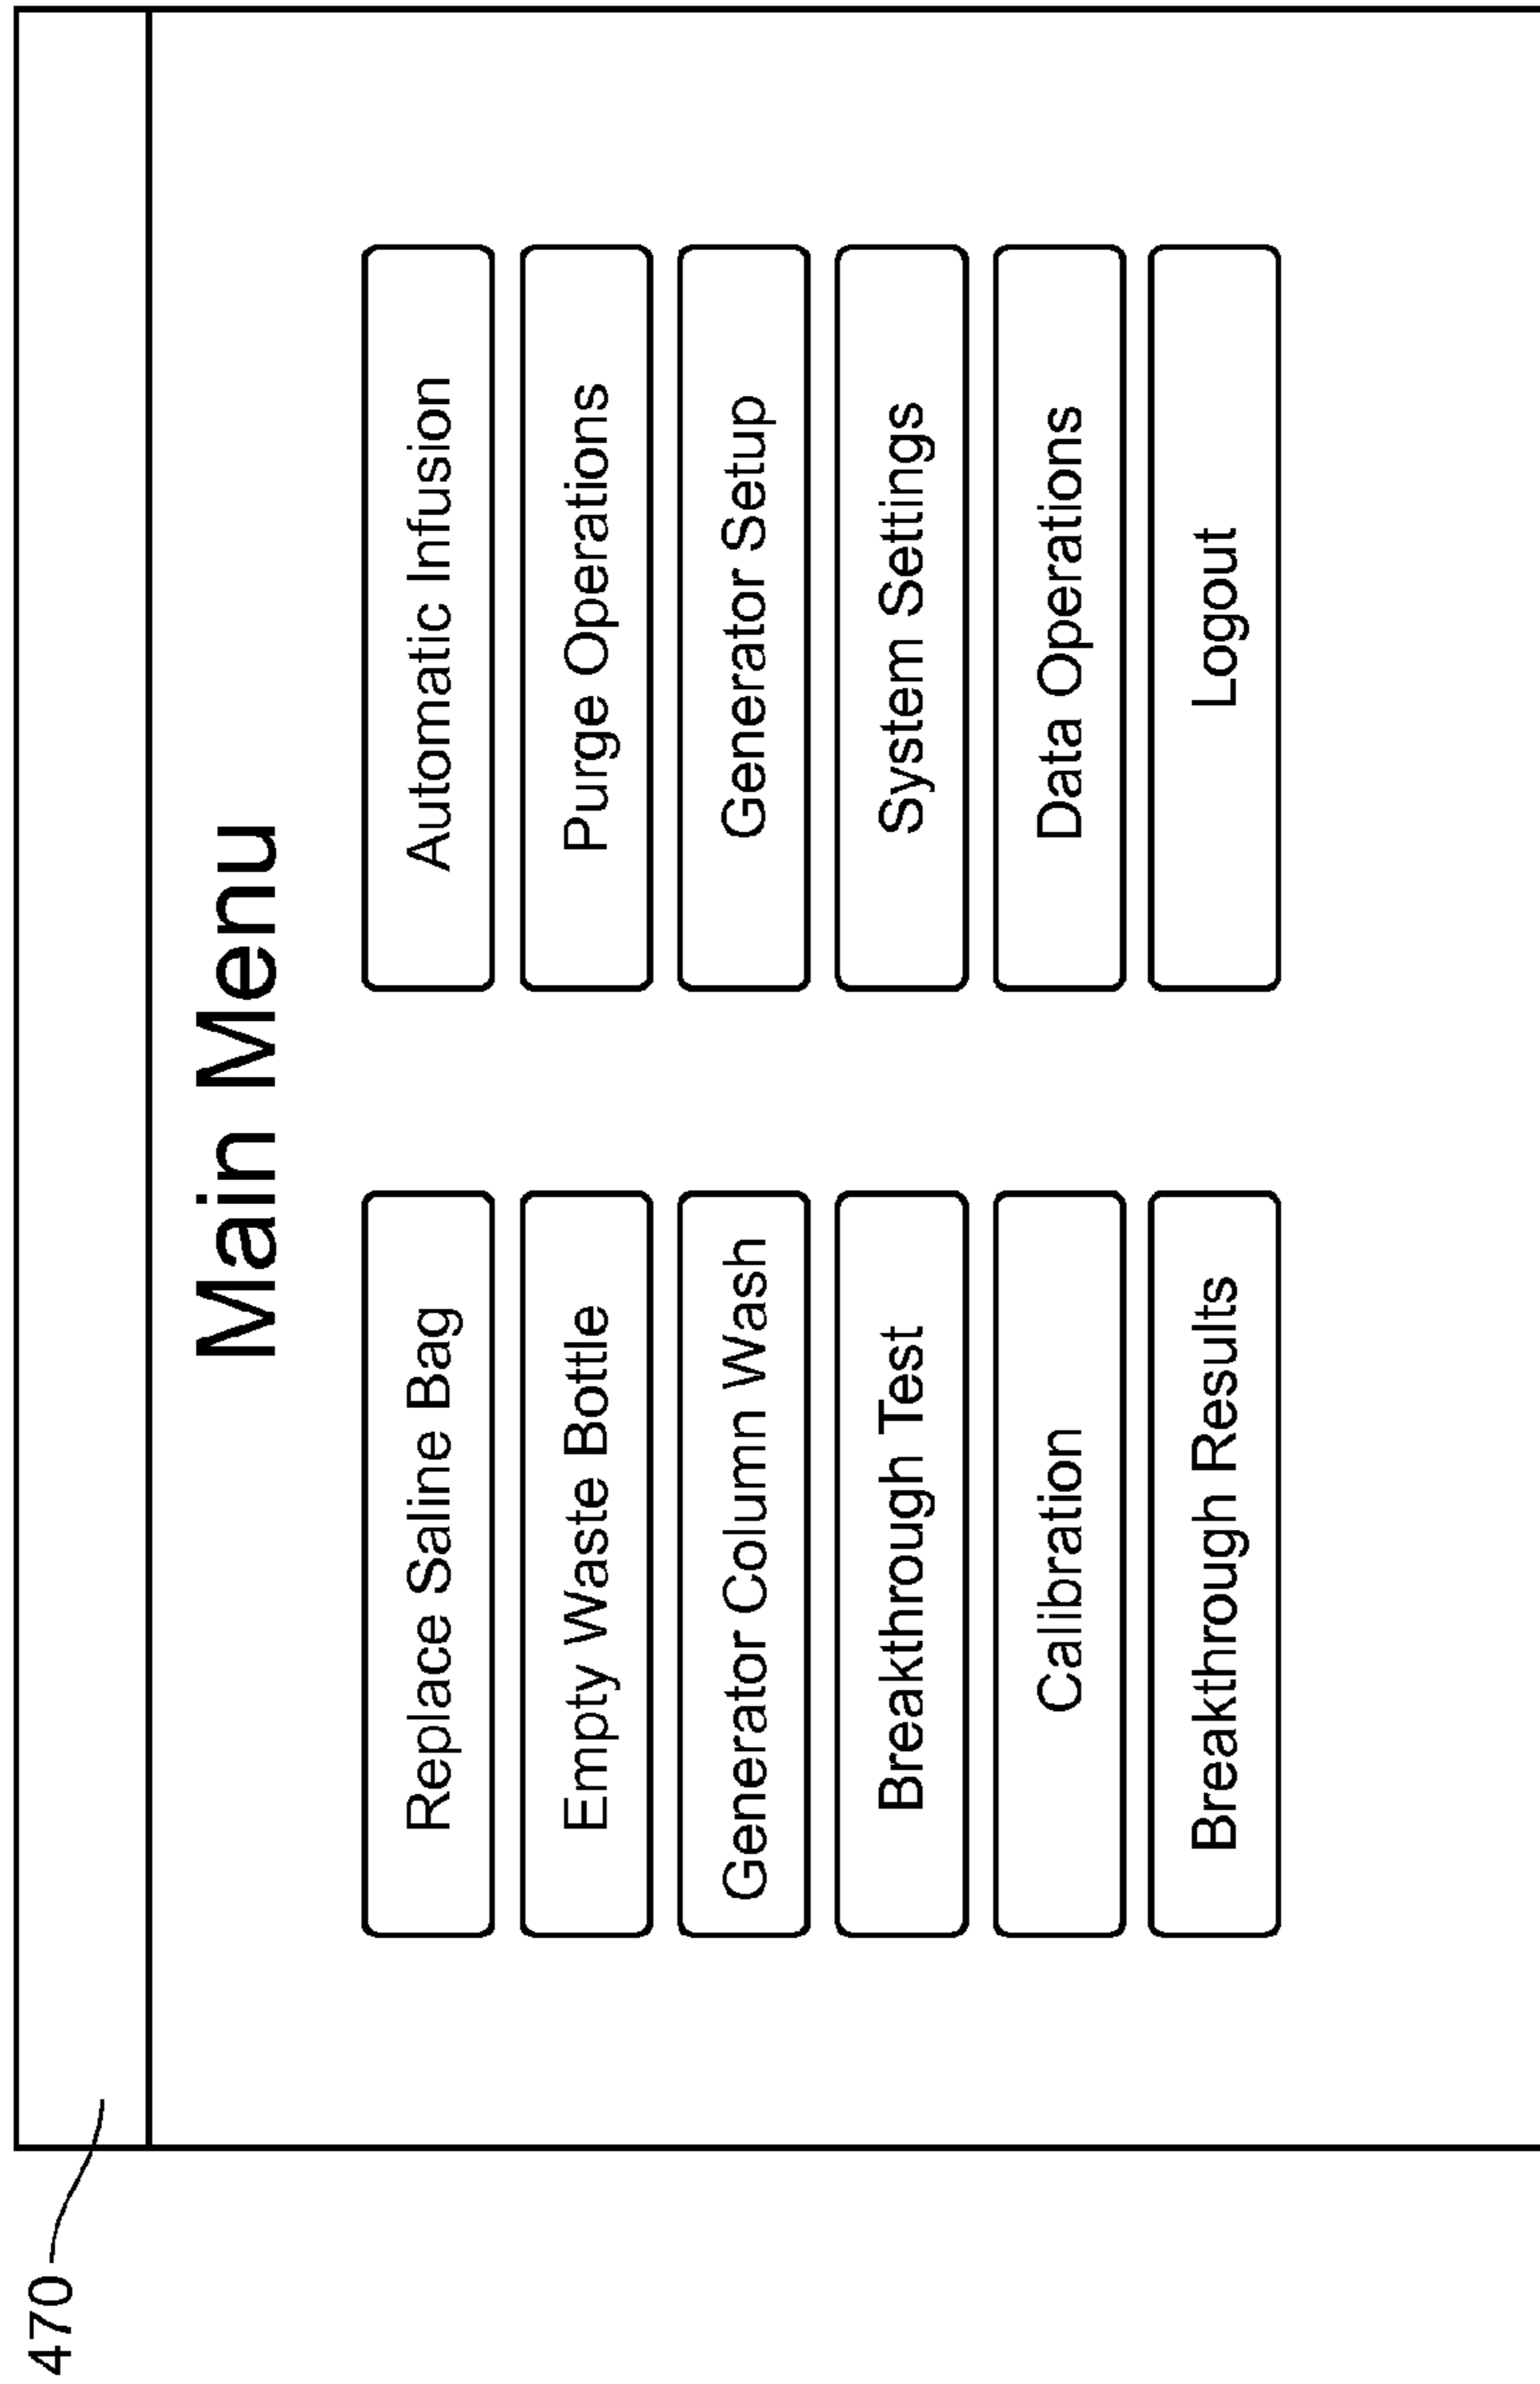 470
Main Menu
Replace Saline Bag
Automatic Infusion
Empty Waste Bottle
Purge Operations
Generator Column Wash
Generator Setup
Breakthrough Test
System Settings
Calibration
Data Operations
Breakthrough Results
Logout